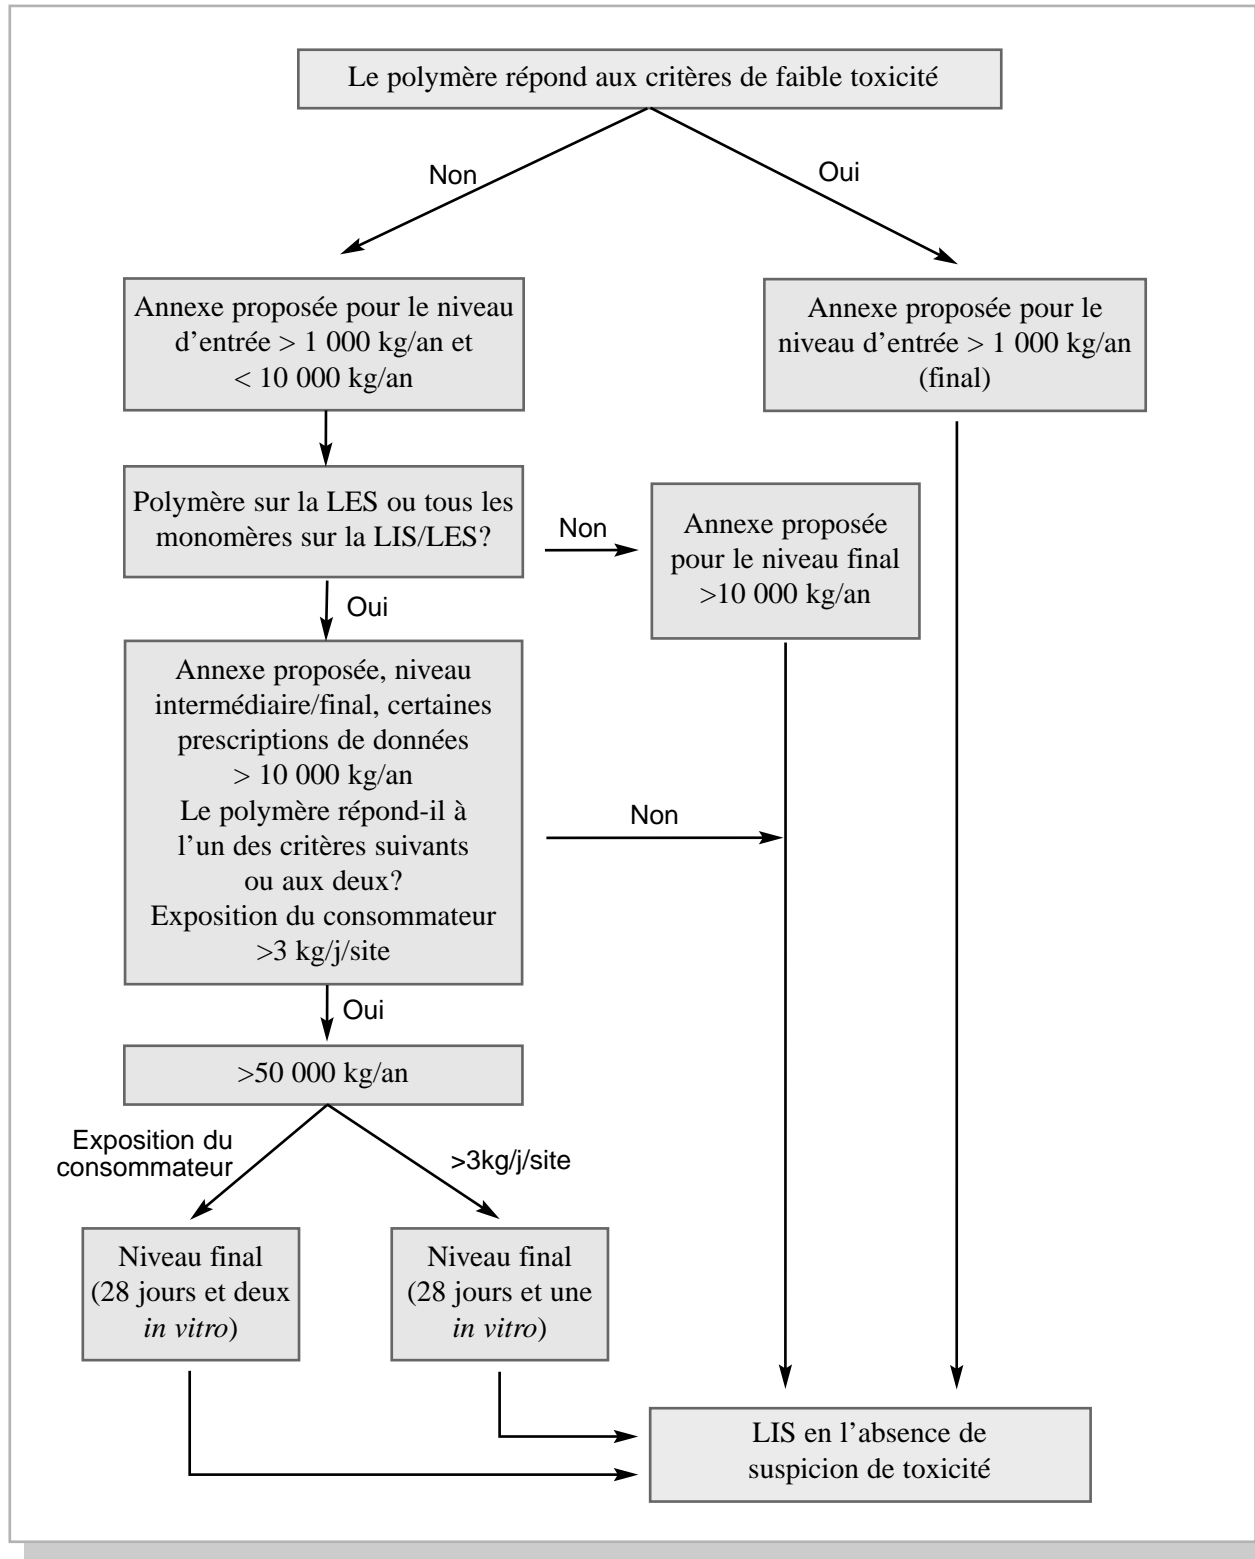 Le polymère répond aux critères de faible toxicité
Non
Oui
Annexe proposée pour le niveau
d'entrée > 1 000 kg/an et
< 10 000 kg/an
Annexe proposée pour le
niveau d'entrée > 1 000 kg/an
(final)
Polymère sur la LES ou tous les
monomères sur la LIS/LES?
Non
Annexe proposée
pour le niveau final
>10 000 kg/an
Oui
Annexe proposée, niveau
intermédiaire/final, certaines
prescriptions de données
> 10 000 kg/an
Le polymère répond-il à
l'un des critères suivants
ou aux deux?
Exposition du consommateur
>3 kg/j/site
Non
Oui
>50 000 kg/an
Exposition du
consommateur
>3kg/j/site
Niveau final
(28 jours et deux
in vitro)
Niveau final
(28 jours et une
in vitro)
LIS en l'absence de
suspicion de toxicité